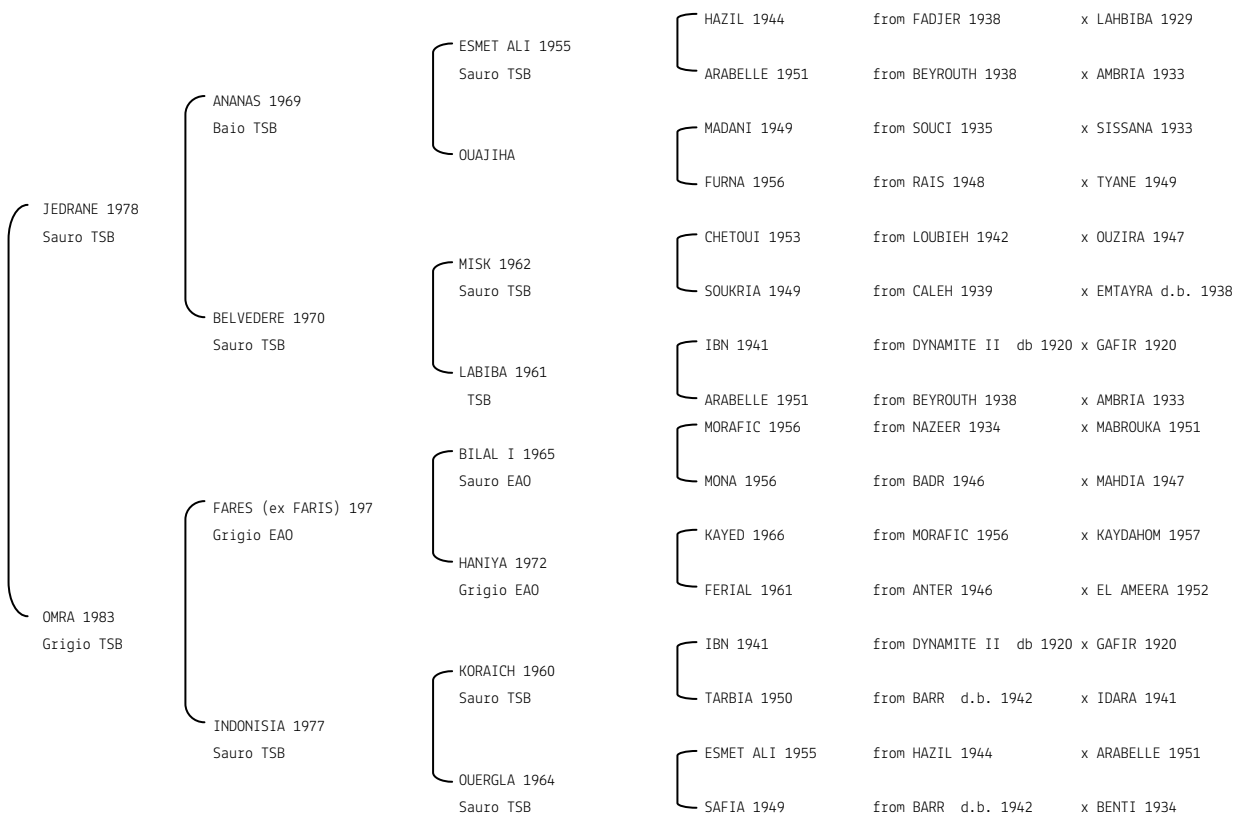 HAZIL 1944 from FADJER 1938 x LAHBIBA 1929
ESMET ALI 1955
Sauro TSB ARABELLE 1951 from BEYROUTH 1938 x AMBRIA 1933
ANANAS 1969
Baio TSB MADANI 1949 from SOUCI 1935 x SISSANA 1933
OUAJIHA
FURNA 1956 from RAIS 1948 x TYANE 1949
JEDRANE 1978
Sauro TSB CHETOUI 1953 from LOUBIEH 1942 x OUZIRA 1947
MISK 1962
Sauro TSB SOUKRIA 1949 from CALEH 1939 x EMTAYRA d.b. 1938
BELVEDERE 1970
Sauro TSB IBN 1941 from DYNAMITE II db 1920 x GAFIR 1920
LABIBA 1961
TSB ARABELLE 1951 from BEYROUTH 1938 x AMBRIA 1933
MORAFIC 1956 from NAZEER 1934 x MABROUKA 1951
BILAL I 1965
Sauro EAO MONA 1956 from BADR 1946 x MAHDIA 1947
FARES (ex FARIS) 197
Grigio EAO KAYED 1966 from MORAFIC 1956 x KAYDAHOM 1957
HANIYA 1972
Grigio EAO FERIAL 1961 from ANTER 1946 x EL AMEERA 1952
OMRA 1983
Grigio TSB IBN 1941 from DYNAMITE II db 1920 x GAFIR 1920
KORAICH 1960
Sauro TSB TARBIA 1950 from BARR d.b. 1942 x IDARA 1941
INDONISIA 1977
Sauro TSB ESMET ALI 1955 from HAZIL 1944 x ARABELLE 1951
OUERGLA 1964
Sauro TSB SAFIA 1949 from BARR d.b. 1942 x BENTI 1934